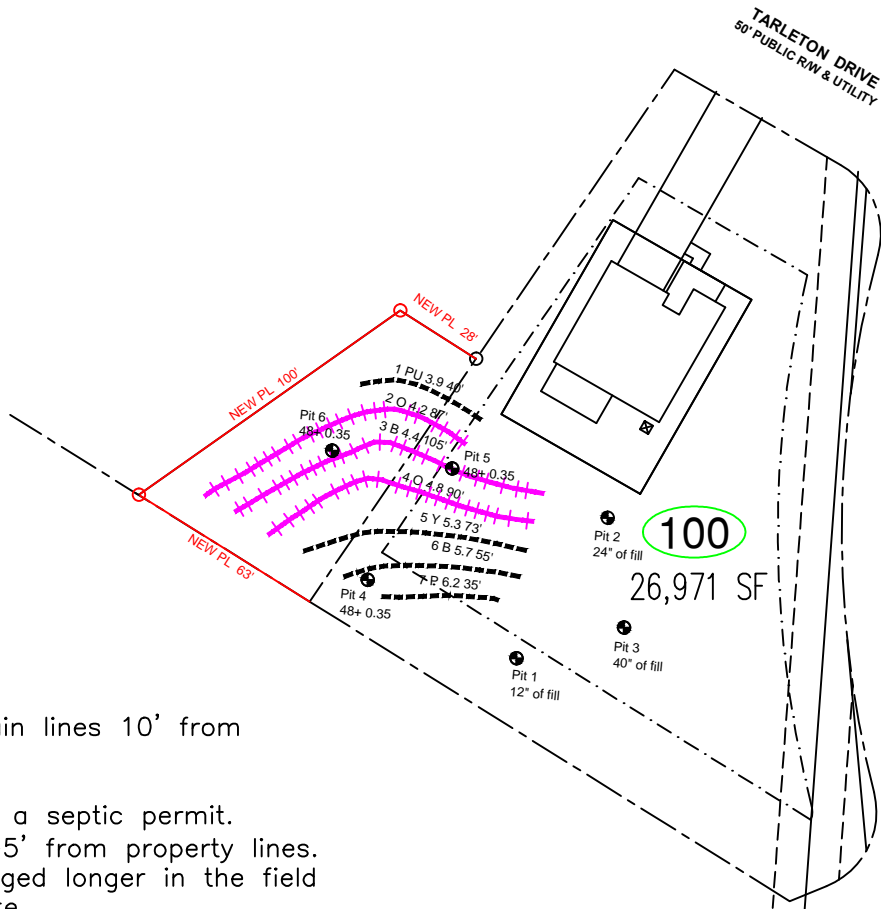 TARLETON DRIVE
50' PUBLIC R/W & UTILITY
NEW PL 28'
NEW PL 100'
1 PU 3.9 40'
2 O 4.2 87'
Pit 6
48+ 0.35
3 B 4.4 105'
Pit 5
48+ 0.35
4 O 4.8 90'
5 Y 5.3 73'
Pit 2
24" of fill
100
6 B 5.7 55'
NEW PL 63'
7 P 6.2 35'
26,971 SF
Pit 4
48+ 0.35
Pit 3
40" of fill
Pit 1
12" of fill
lines 10' from
a septic permit.
5' from property lines.
longer in the field